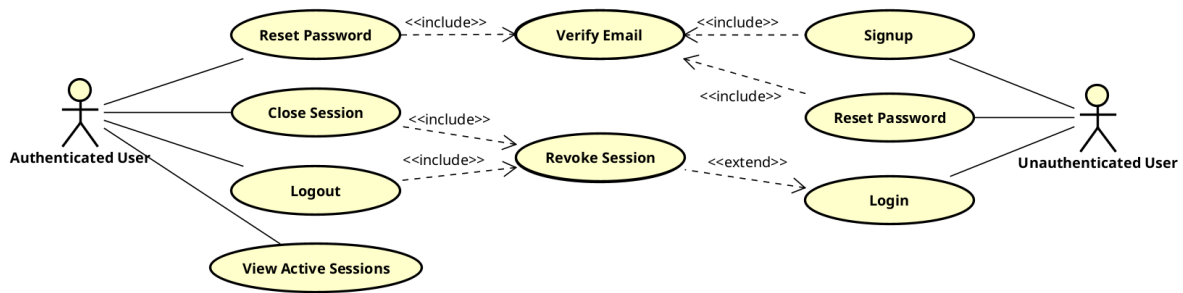 Reset Password
<<include>>
Verify Email
<<include>>
Signup
Close Session
<<include>>
<<include>>
Reset Password
Authenticated User
<<include>>
Revoke Session
<<extend>>
Unauthenticated User
Logout
Login
View Active Sessions